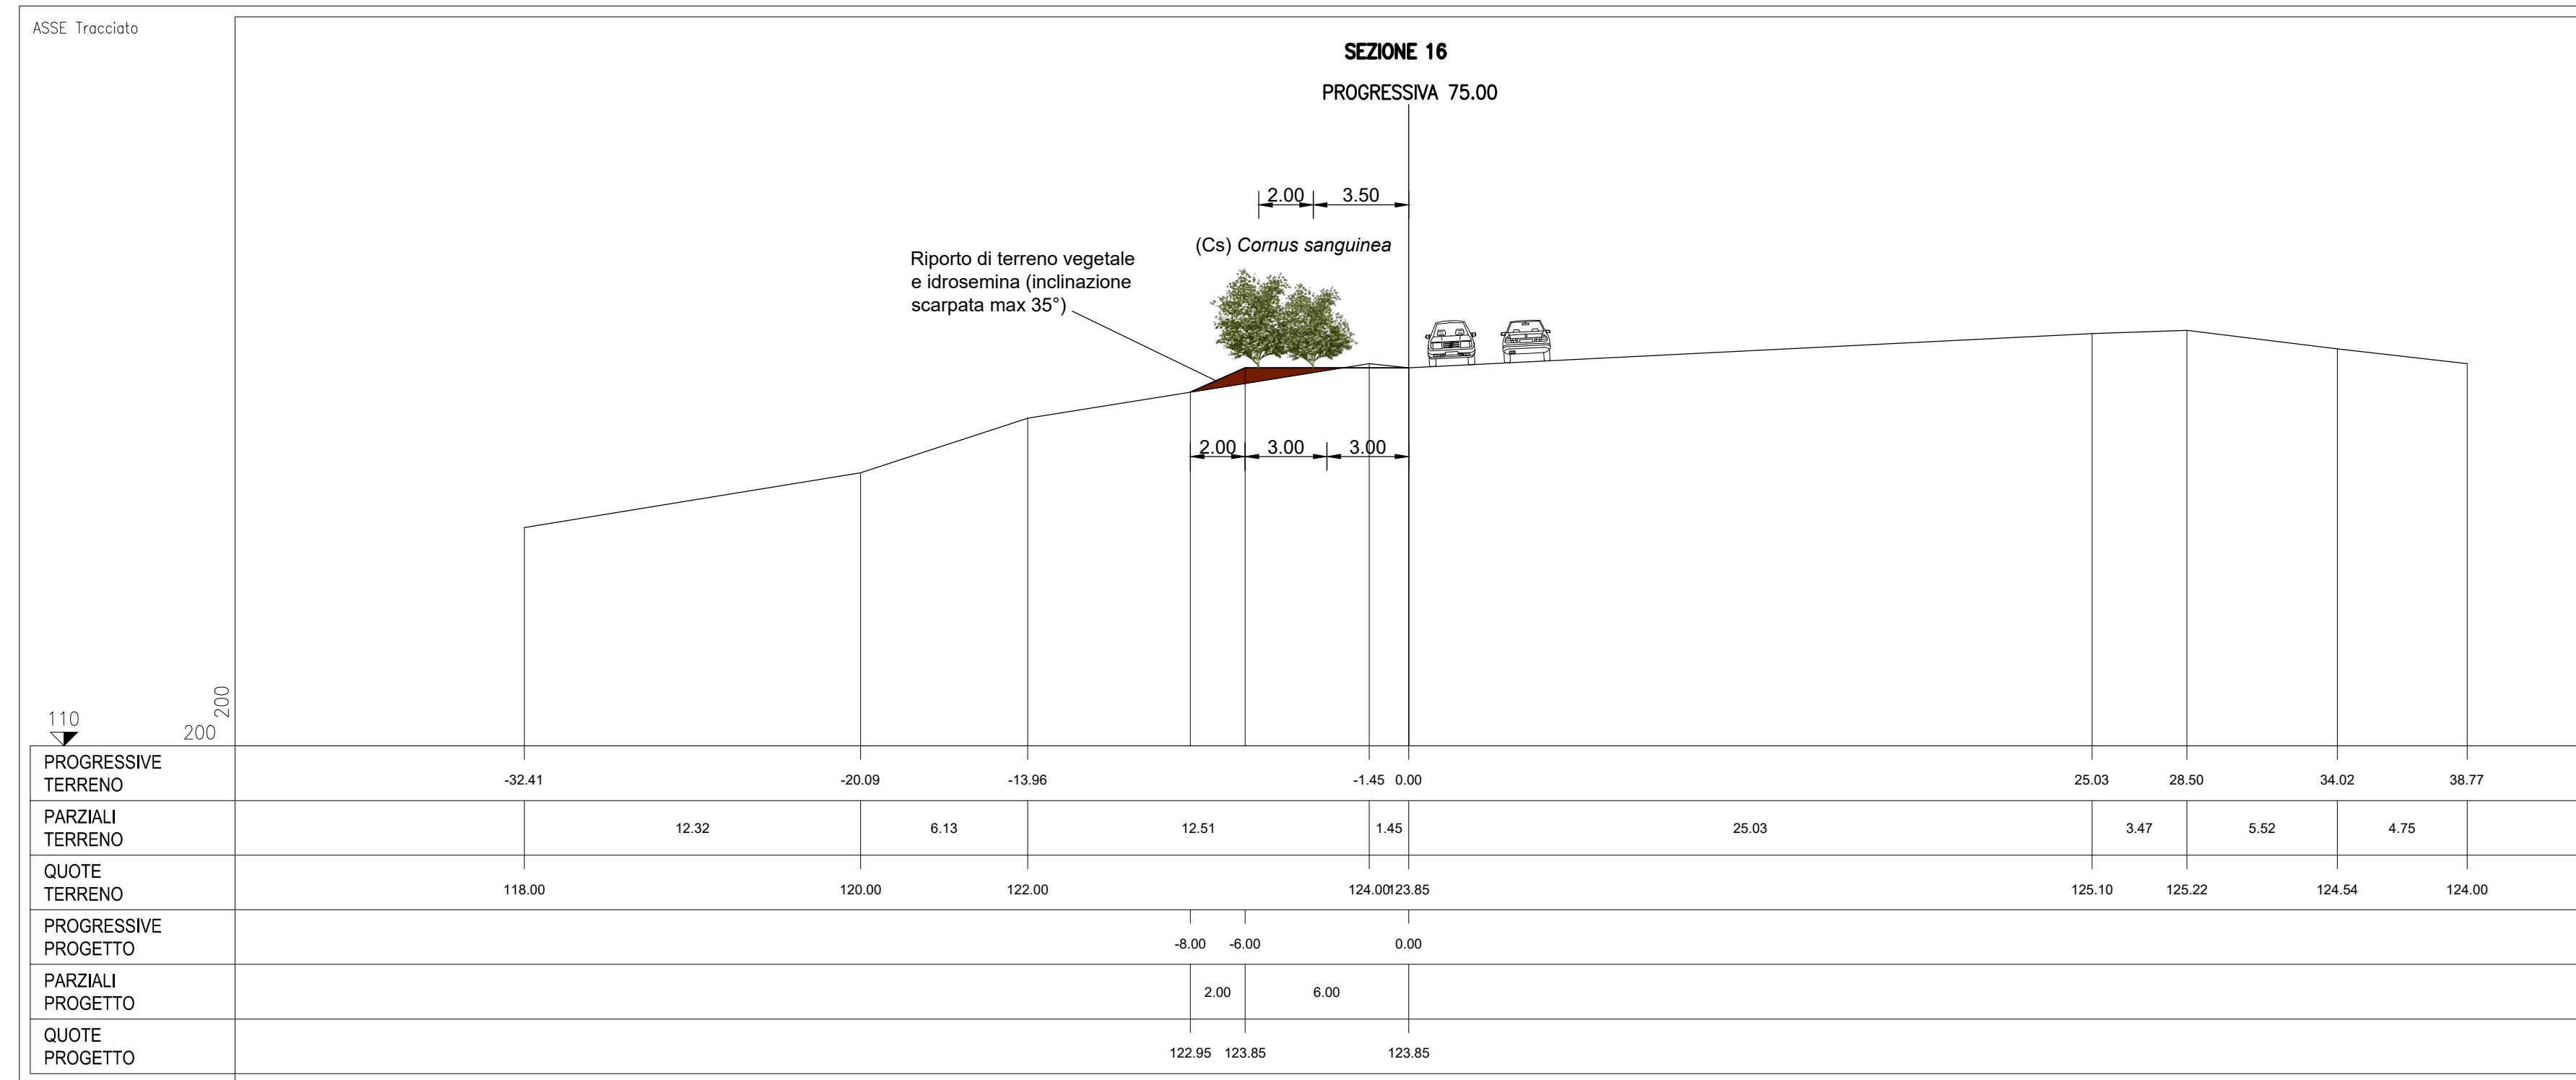 ASSE Tracciato
SEZIONE 16
PROGRESSIVA 75.00
2.00 3.50
(Cs) Cornus sanguinea
Riporto di terreno vegetale
e idrosemina (inclinazione
scarpata max 35°)
2.00 3.00 3.00
200
110
200
PROGRESSIVE
TERRENO
-32.41 -20.09 -13.96 -1.45 0.00 25.03 28.50 34.02 38.77
PARZIALI
TERRENO
12.32 6.13 12.51 1.45 25.03 3.47 5.52 4.75
QUOTE
TERRENO
118.00 120.00 122.00 124.00 123.85 125.10 125.22 124.54 124.00
PROGRESSIVE
PROGETTO
-8.00 -6.00 0.00
PARZIALI
PROGETTO
2.00 6.00
QUOTE
PROGETTO
122.95 123.85 123.85